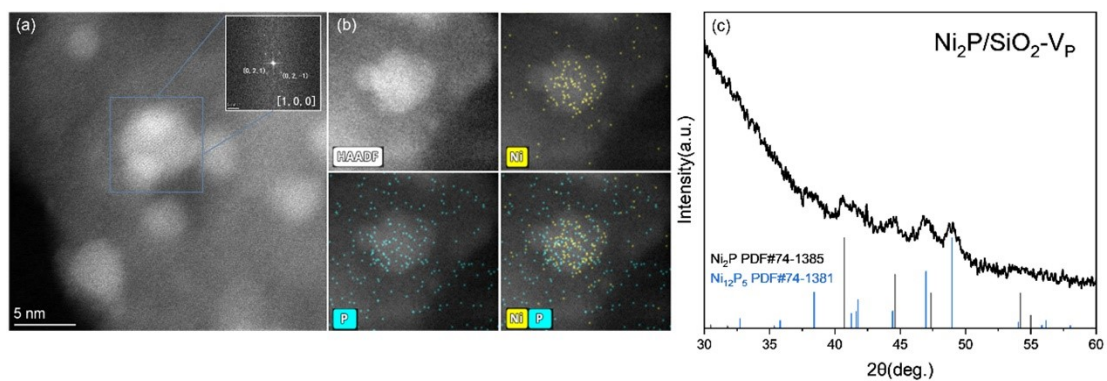 (a)
(0, 2, 1)
(0, 2, -1)
[1, 0, 0]
5 nm
(b)
HAADF
Ni
P
Ni P
(c)
Ni₂P/SiO₂-Vₚ
Intensity(a.u.)
Ni₂P PDF#74-1385
Ni₁₂P₅ PDF#74-1381
30 35 40 45 50 55 60
2θ(deg.)